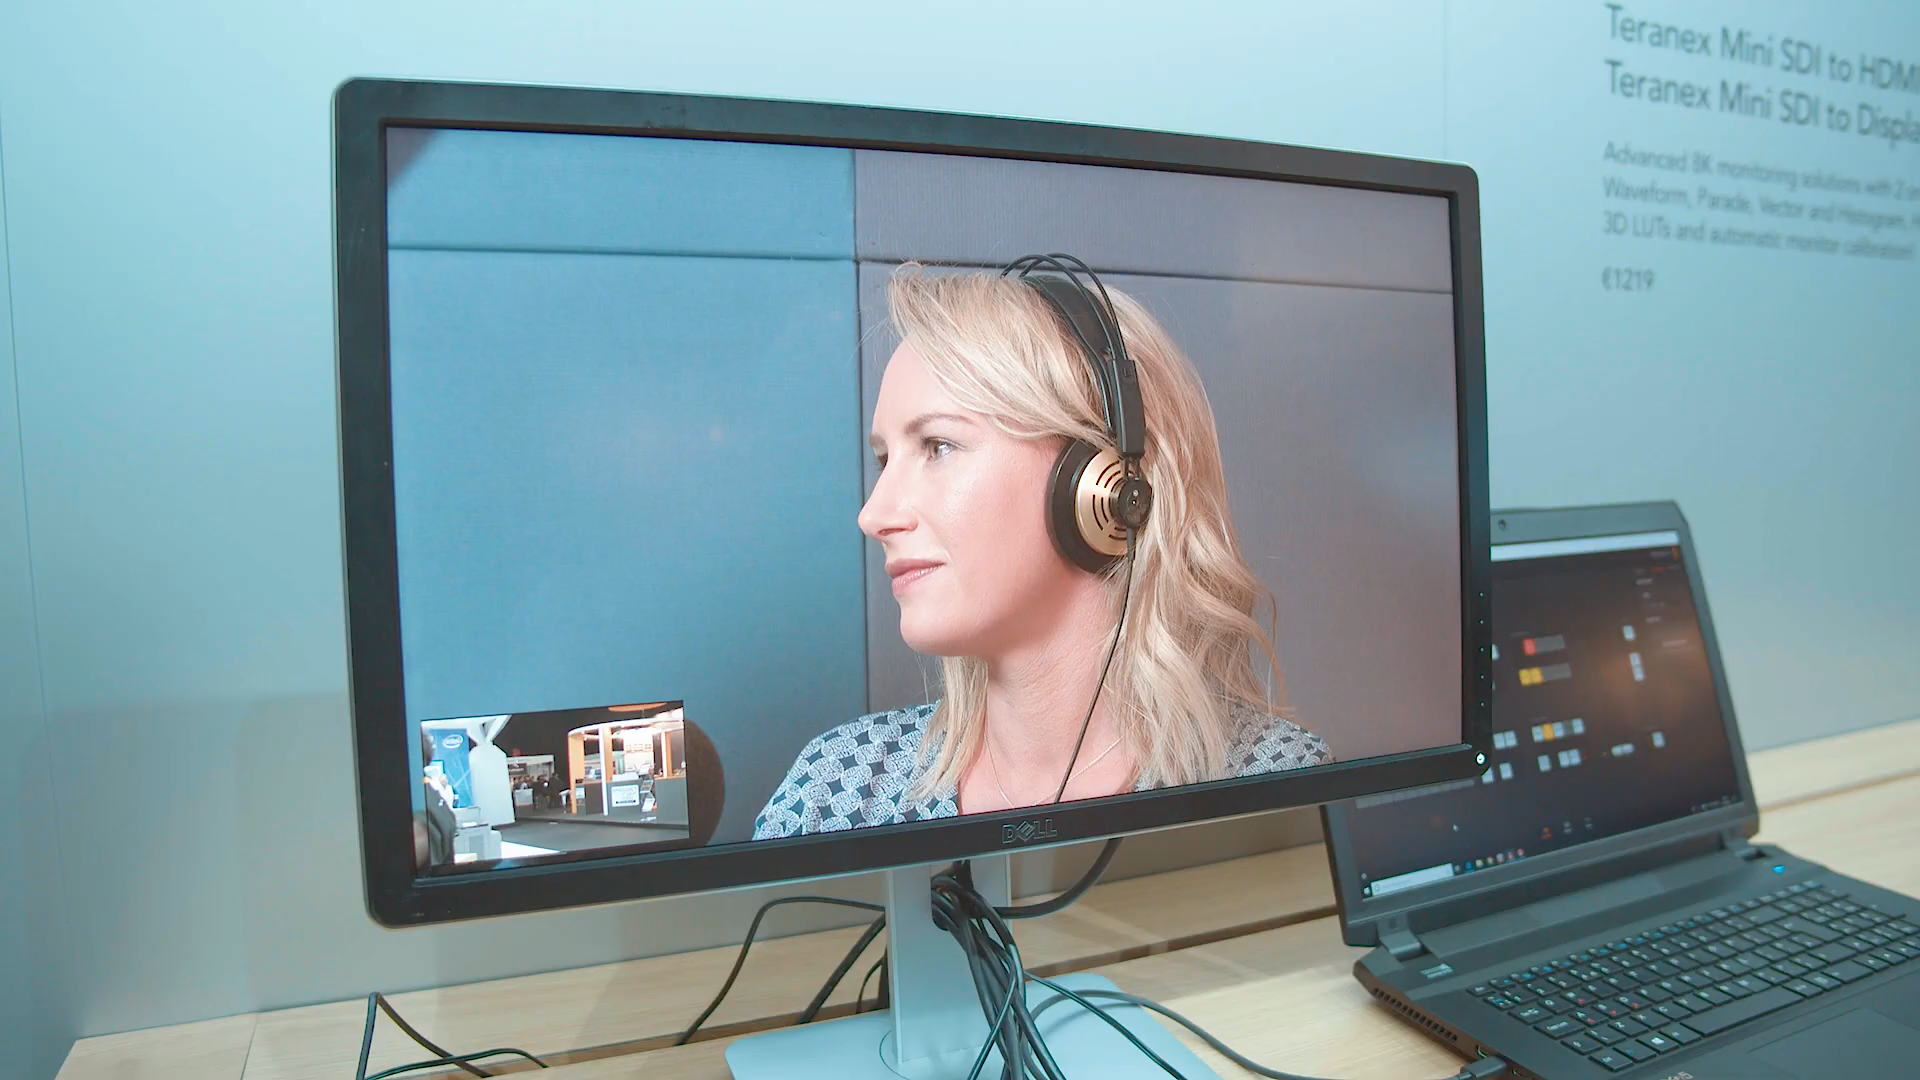 Teranex Mini SDI to HDMI
Teranex Mini SDI to Displa
Advanced 8K monitoring solutions with 2
Waveform, Parade, Vector and Histogram,
3D LUTs and automatic monitor calibration!
€1219
intel
DELL